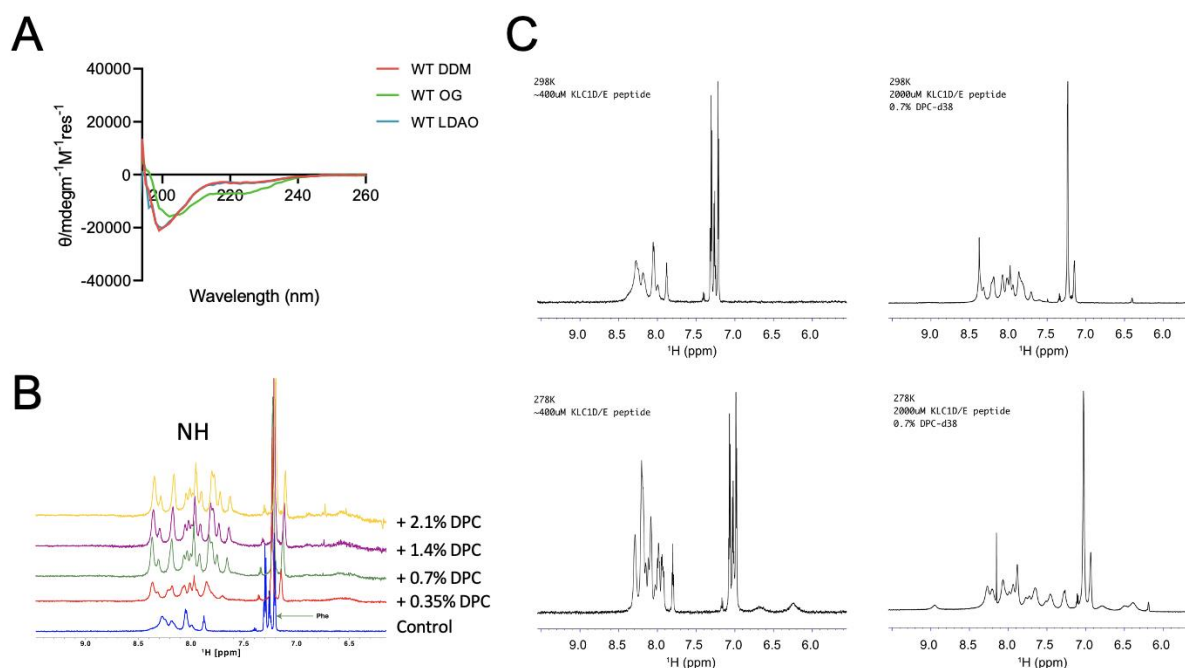 A
40000
20000
0
-20000
-40000
200
220
240
260
θ/mdegm⁻¹M⁻¹res⁻¹
Wavelength (nm)
WT DDM
WT OG
WT LDAO
B
NH
+ 2.1% DPC
+ 1.4% DPC
+ 0.7% DPC
+ 0.35% DPC
Control
Phe
9.0 8.5 8.0 7.5 7.0 6.5
¹H [ppm]
C
298K
~400uM KLC1D/E peptide
9.0 8.5 8.0 7.5 7.0 6.5 6.0
¹H (ppm)
298K
2000uM KLC1D/E peptide
0.7% DPC-d38
9.0 8.5 8.0 7.5 7.0 6.5 6.0
¹H (ppm)
278K
~400uM KLC1D/E peptide
9.0 8.5 8.0 7.5 7.0 6.5 6.0
¹H (ppm)
278K
2000uM KLC1D/E peptide
0.7% DPC-d38
9.0 8.5 8.0 7.5 7.0 6.5 6.0
¹H (ppm)